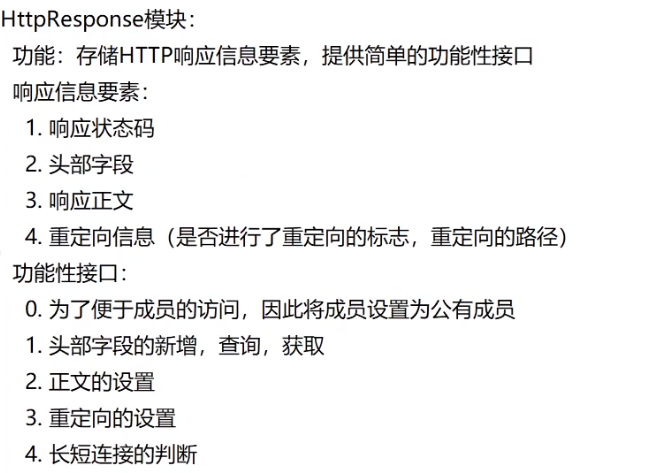 HttpResponse模块：
功能：存储HTTP响应信息要素，提供简单的功能性接口
响应信息要素：
1. 响应状态码
2. 头部字段
3. 响应正文
4. 重定向信息（是否进行了重定向的标志，重定向的路径）
功能性接口：
0. 为了便于成员的访问，因此将成员设置为公有成员
1. 头部字段的新增，查询，获取
2. 正文的设置
3. 重定向的设置
4. 长短连接的判断